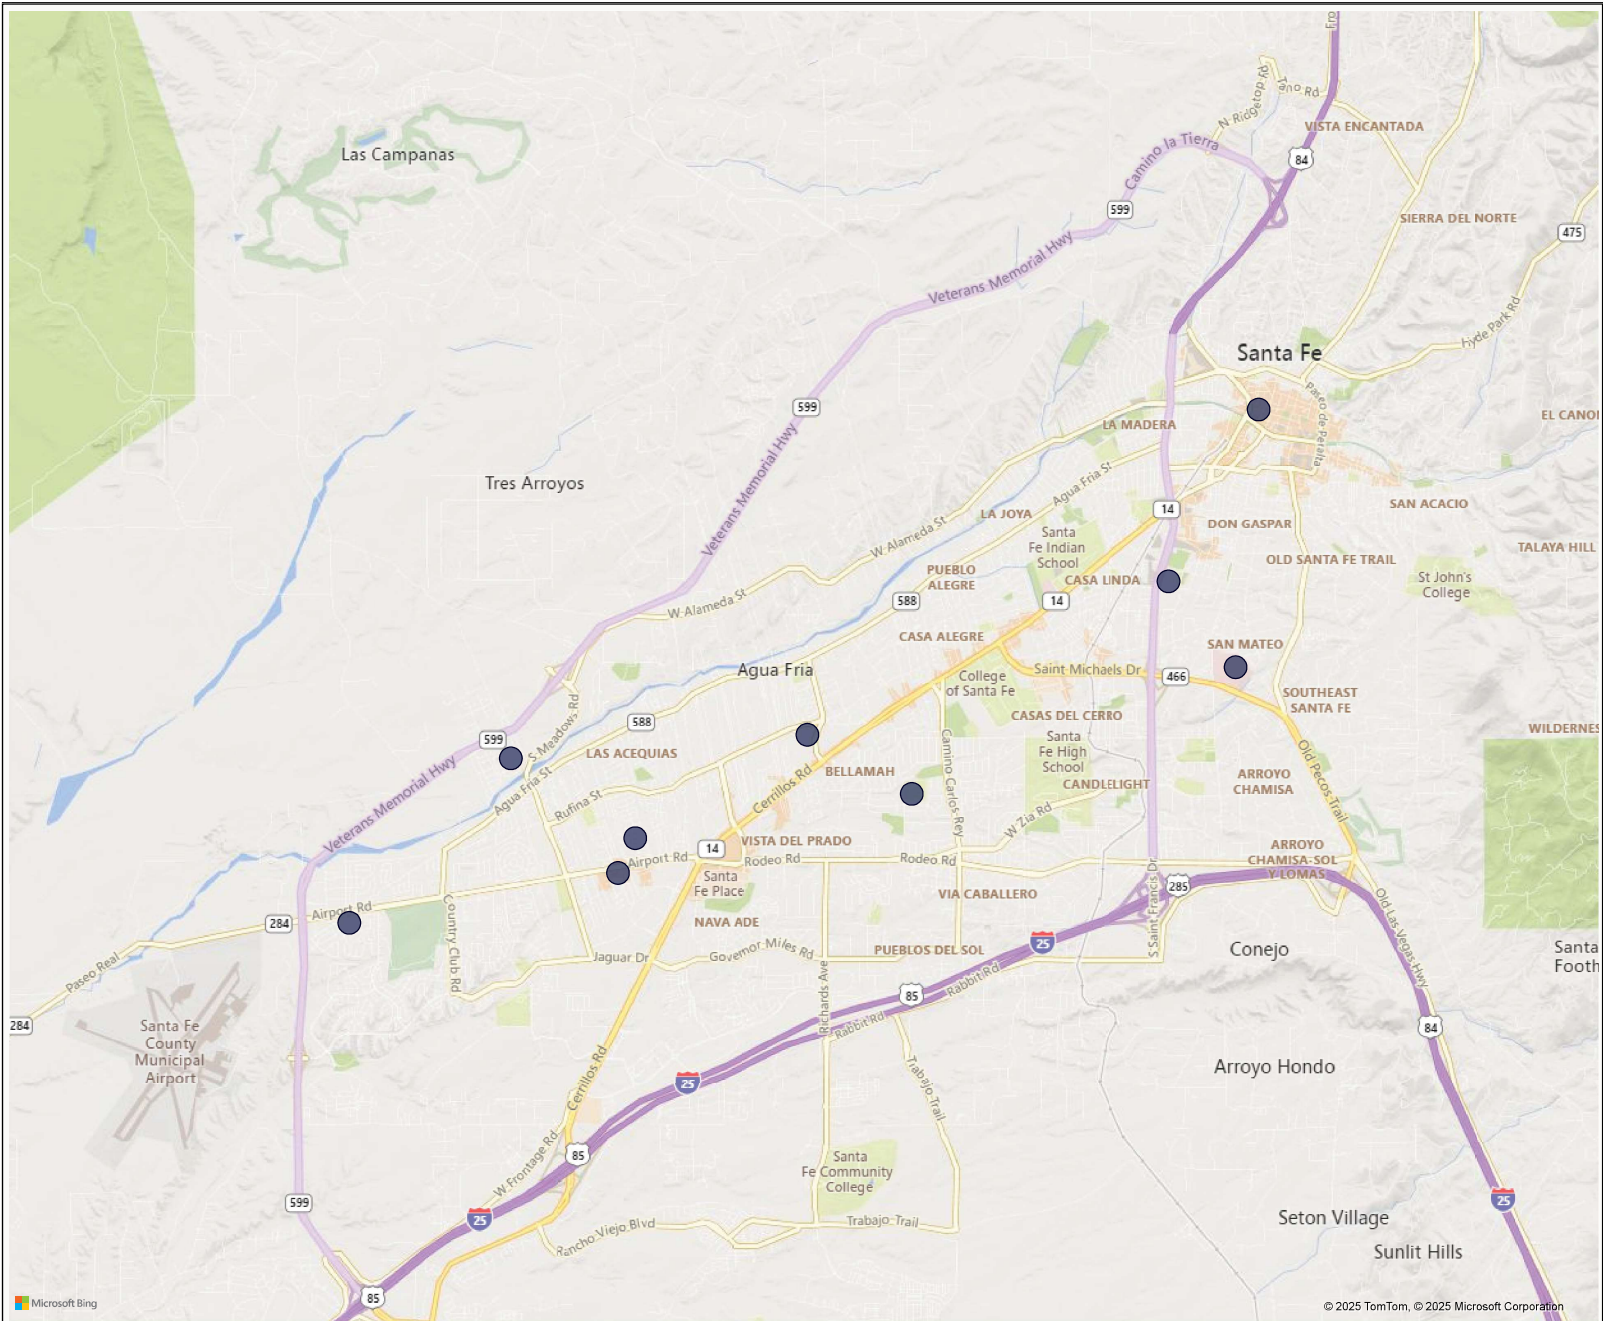 Fro
Tano Rd
N Ridgetop
VISTA ENCANTADA
Camino la Tierra
84
Las Campanas
599
SIERRA DEL NORTE
475
Veterans Memorial Hwy
Hyde Park Rd
Santa Fe
Paseo de Peralta
599
EL CANO
LA MADERA
Veterans Memorial Hwy
Tres Arroyos
Agua Fria St
SAN ACACIO
14
LA JOYA
DON GASPAR
W Alameda St
Santa
Fe Indian
School
TALAYA HILL
OLD SANTA FE TRAIL
PUEBLO
ALEGRE
CASA LINDA
St John's
College
W Alameda St
588
14
CASA ALEGRE
SAN MATEO
Agua Fria
Saint Michaels Dr
466
College
of Santa Fe
SOUTHEAST
SANTA FE
S Meadows Rd
588
CASAS DEL CERRO
WILDERNES
599
LAS ACEQUIAS
Santa
Fe High
School
Camino Carlos Rey
Old Pecos Trail
Veterans Memorial Hwy
Agua Fria St
BELLAMAH
Cerrillos Rd
CANDLELIGHT
ARROYO
CHAMISA
Rufina St
W Zia Rd
VISTA DEL PRADO
14
Airport Rd
Rodeo Rd
Rodeo Rd
ARROYO
CHAMISA-SOL
Y LOMAS
Santa
Fe Place
285
VIA CABALLERO
S Saint Francis Dr
Old Las Vegas Hwy
Airport Rd
284
NAVA ADE
Country Club Rd
25
Conejo
Santa
Footh
Governor Miles Rd
PUEBLOS DEL SOL
Jaguar Dr
Paseo Real
Rabbit Rd
Richards Ave
85
284
Rabbit Rd
Santa Fe
County
Municipal
Airport
84
Arroyo Hondo
Cerrillos Rd
25
Trabajo Trail
85
W Frontage Rd
Santa
Fe Community
College
599
25
25
Seton Village
Trabajo Trail
Rancho Viejo Blvd
Sunlit Hills
85
Microsoft Bing
© 2025 TomTom, © 2025 Microsoft Corporation